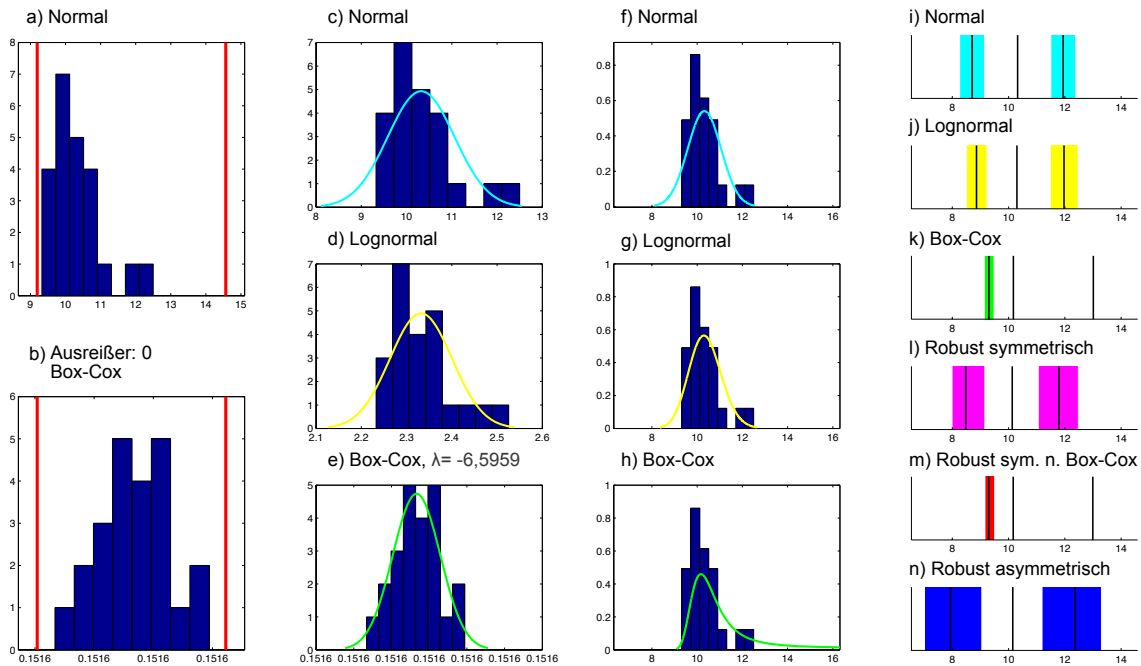 a) Normal
8
7
6
5
4
3
2
1
0
9 10 11 12 13 14 15
b) Ausreißer: 0
Box-Cox
6
5
4
3
2
1
0
0.1516 0.1516 0.1516 0.1516
c) Normal
7
6
5
4
3
2
1
0
8 9 10 11 12 13
d) Lognormal
7
6
5
4
3
2
1
0
2.1 2.2 2.3 2.4 2.5 2.6
e) Box-Cox, λ= -6,5959
5
4
3
2
1
0
0.1516 0.1516 0.1516 0.1516 0.1516 0.1516
f) Normal
0.8
0.6
0.4
0.2
0
8 10 12 14 16
g) Lognormal
1
0.8
0.6
0.4
0.2
0
8 10 12 14 16
h) Box-Cox
1
0.8
0.6
0.4
0.2
0
8 10 12 14 16
i) Normal
8 10 12 14
j) Lognormal
8 10 12 14
k) Box-Cox
8 10 12 14
l) Robust symmetrisch
8 10 12 14
m) Robust sym. n. Box-Cox
8 10 12 14
n) Robust asymmetrisch
8 10 12 14